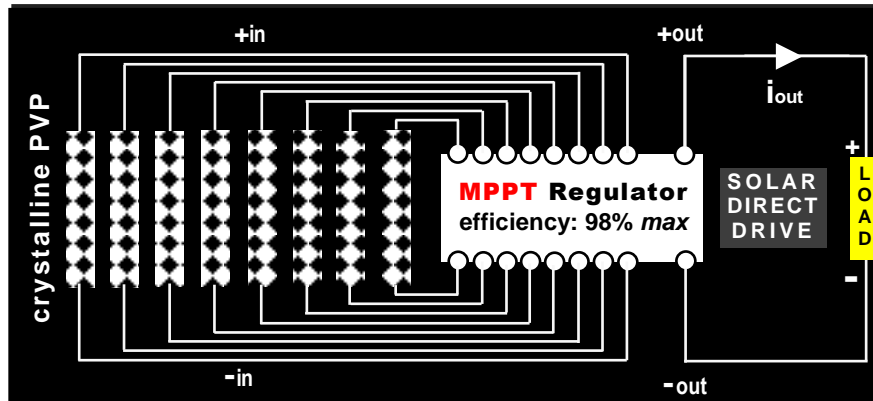 +in
+out
iout
crystalline PVP
MPPT Regulator
efficiency: 98% max
SOLAR
DIRECT
DRIVE
+
LOAD
-
-in
-out